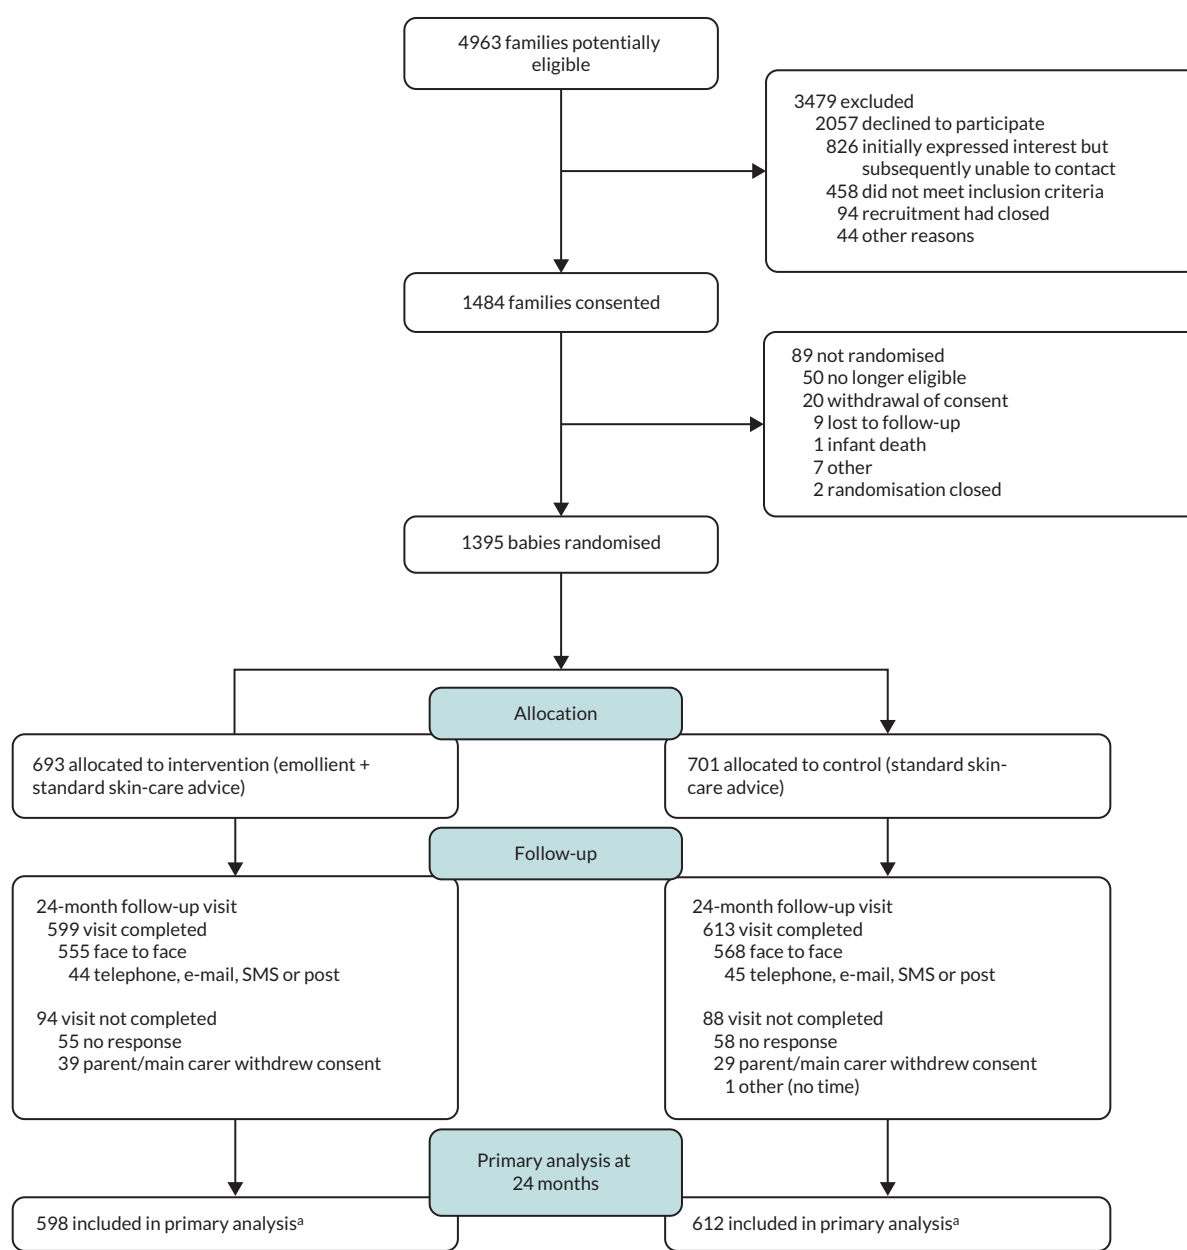 4963 families potentially
eligible
3479 excluded
2057 declined to participate
826 initially expressed interest but
subsequently unable to contact
458 did not meet inclusion criteria
94 recruitment had closed
44 other reasons
1484 families consented
89 not randomised
50 no longer eligible
20 withdrawal of consent
9 lost to follow-up
1 infant death
7 other
2 randomisation closed
1395 babies randomised
Allocation
693 allocated to intervention (emollient +
standard skin-care advice)
701 allocated to control (standard skin-
care advice)
Follow-up
24-month follow-up visit
599 visit completed
555 face to face
44 telephone, e-mail, SMS or post
94 visit not completed
55 no response
39 parent/main carer withdrew consent
24-month follow-up visit
613 visit completed
568 face to face
45 telephone, e-mail, SMS or post
88 visit not completed
58 no response
29 parent/main carer withdrew consent
1 other (no time)
Primary analysis at
24 months
598 included in primary analysisᵃ
612 included in primary analysisᵃ